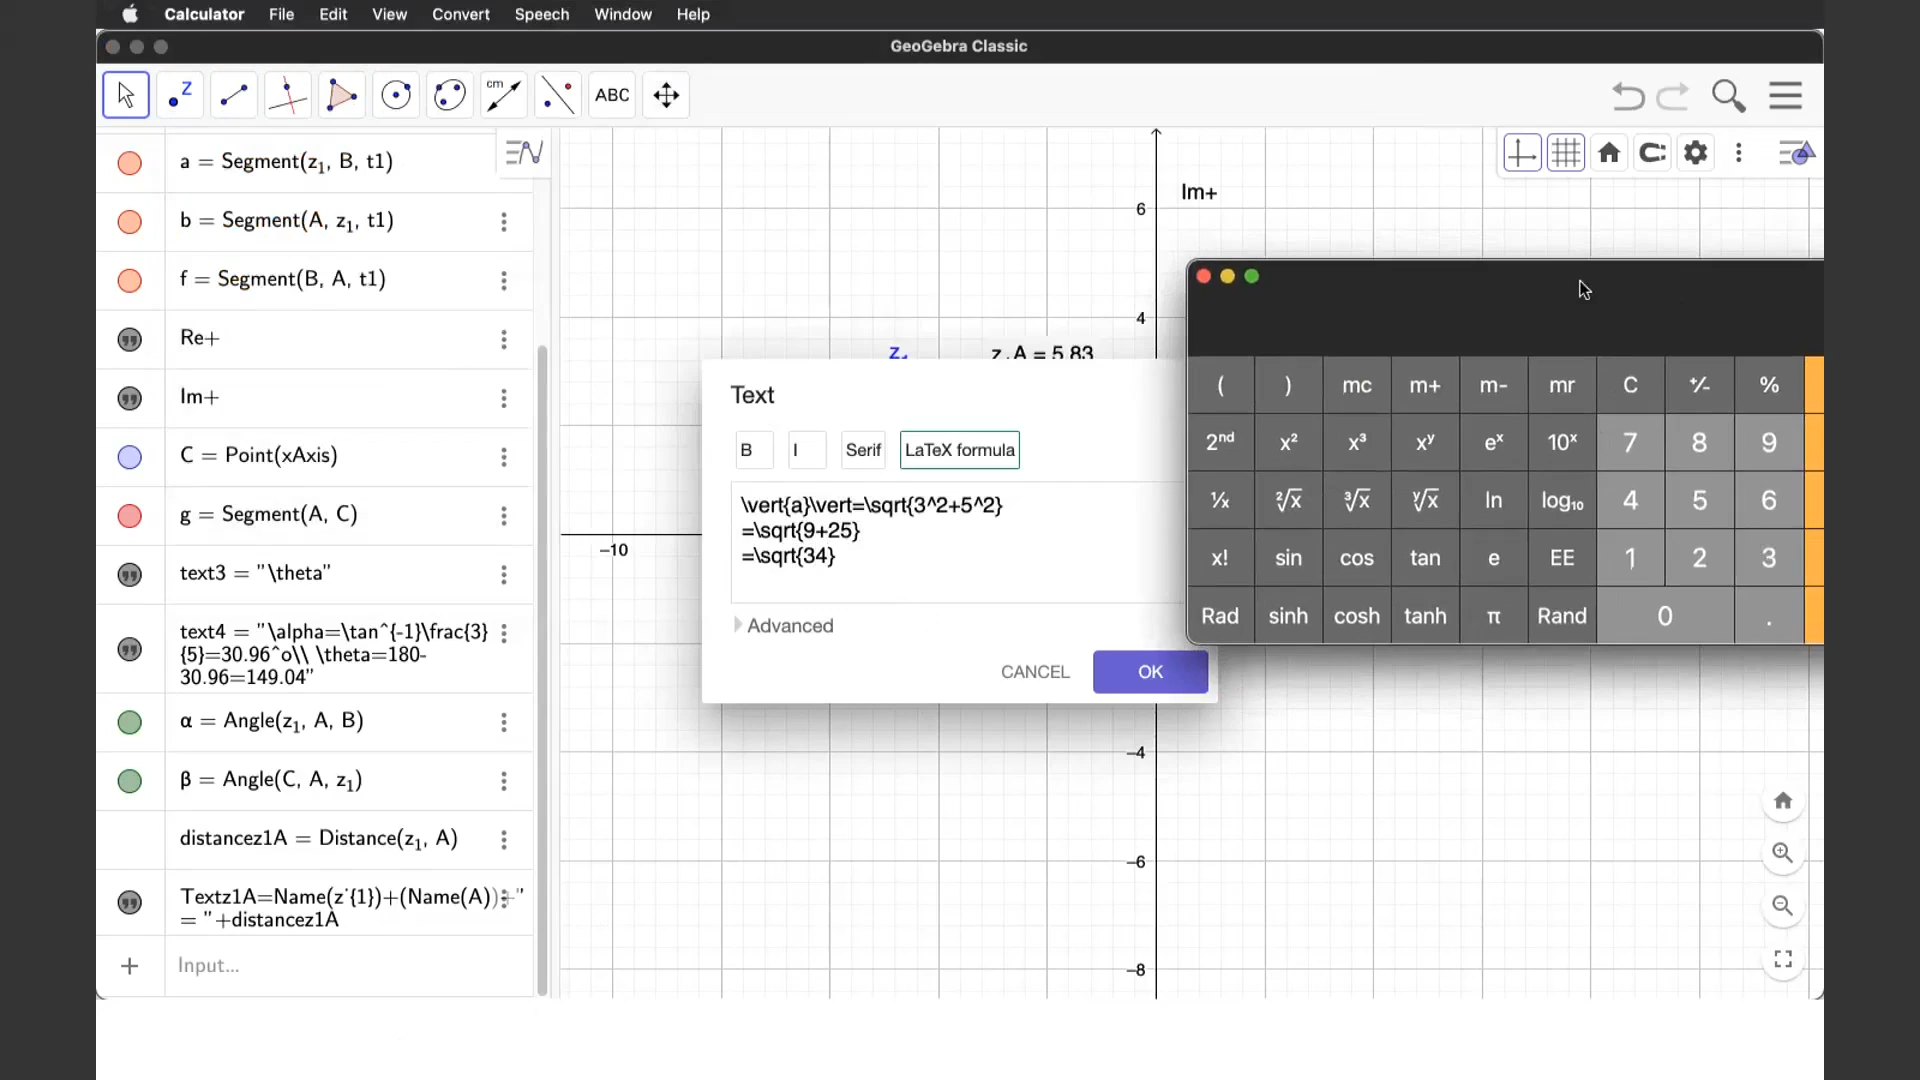 Calculator File Edit View Convert Speech Window Help
GeoGebra Classic
Z
cm
ABC
a = Segment(z₁, B, t1)
b = Segment(A, z₁, t1)
f = Segment(B, A, t1)
Re+
Im+
C = Point(xAxis)
g = Segment(A, C)
text3 = "\theta"
text4 = "\alpha=\tan^{-1}\frac{3}
{5}=30.96^o\\ \theta=180-
30.96=149.04"
α = Angle(z₁, A, B)
β = Angle(C, A, z₁)
distancez1A = Distance(z₁, A)
Textz1A=Name(z'{1})+(Name(A))+"
= "+distancez1A
Input...
Im+
6
4
z₁A = 5.83
-10
-4
-6
-8
Text
B I Serif LaTeX formula
\vert{a}\vert=\sqrt{3^2+5^2}
=\sqrt{9+25}
=\sqrt{34}
Advanced
CANCEL OK
( ) mc m+ m- mr C ⁺∕₋ %
2ⁿᵈ x² x³ xʸ eˣ 10ˣ 7 8 9
¹∕ₓ ²√x ³√x ʸ√x ln log₁₀ 4 5 6
x! sin cos tan e EE 1 2 3
Rad sinh cosh tanh π Rand 0 .